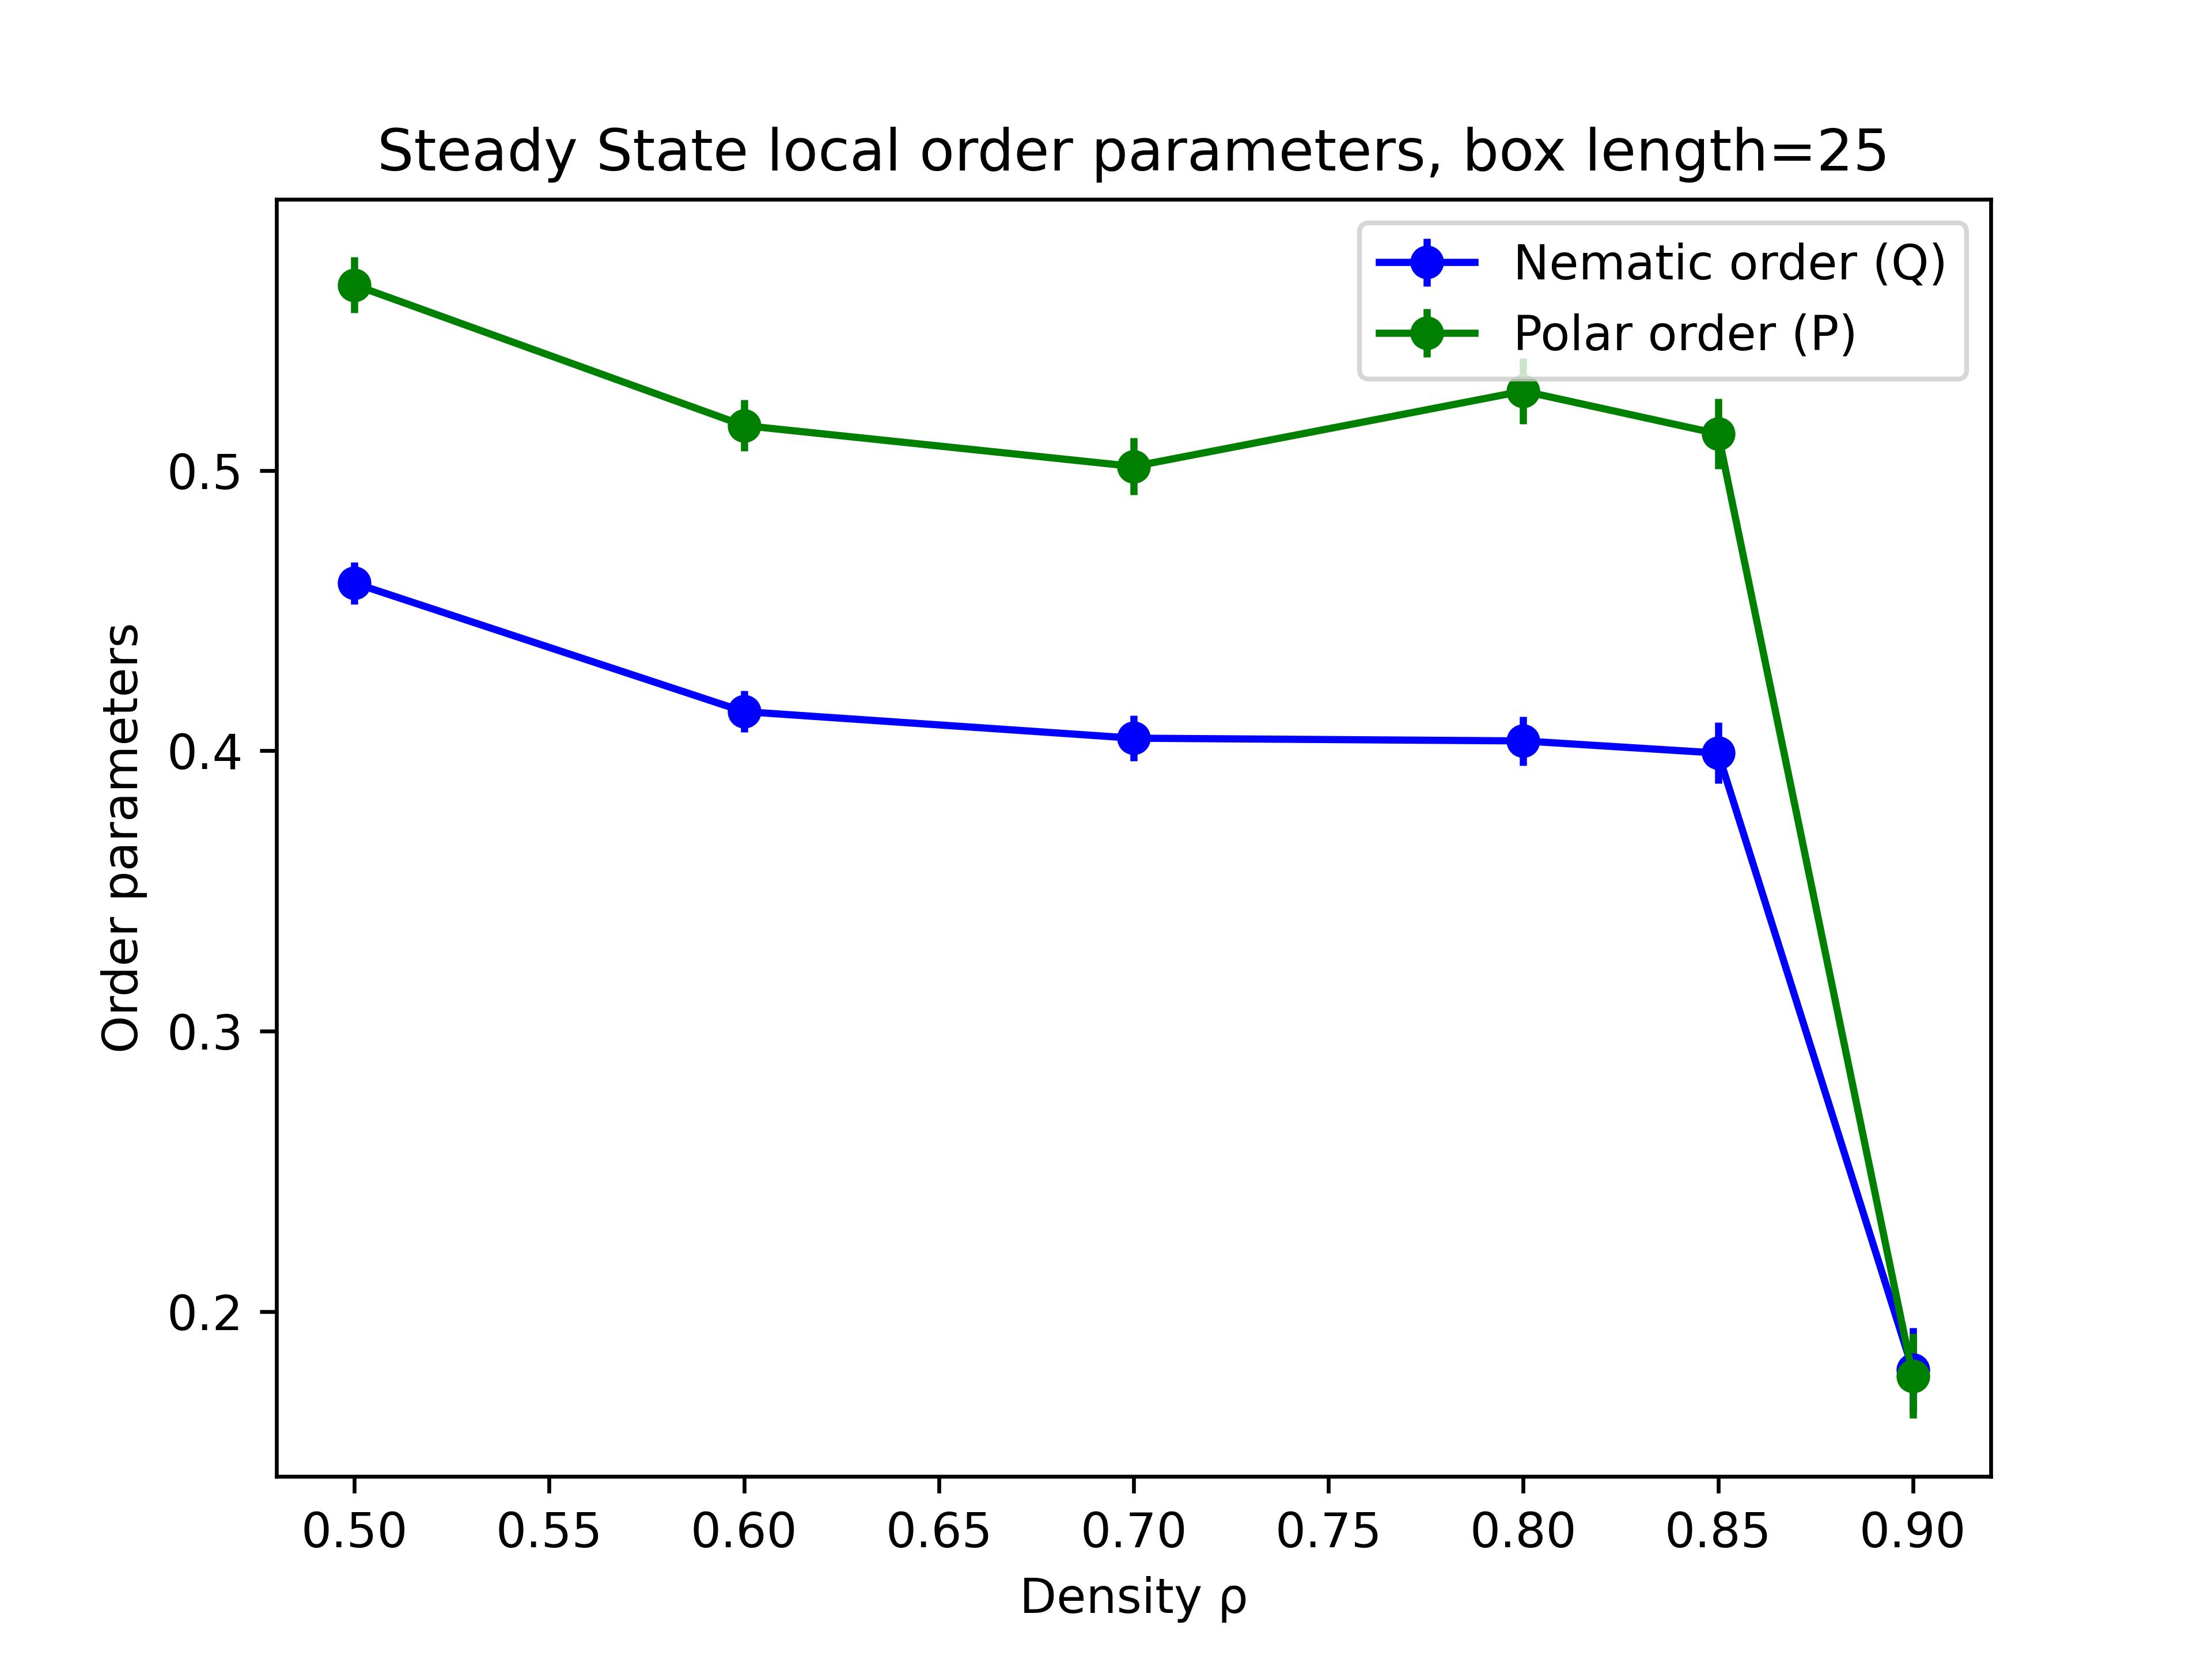 Steady State local order parameters, box length=25
Nematic order (Q)
Polar order (P)
Order parameters
0.5
0.4
0.3
0.2
0.50 0.55 0.60 0.65 0.70 0.75 0.80 0.85 0.90
Density ρ